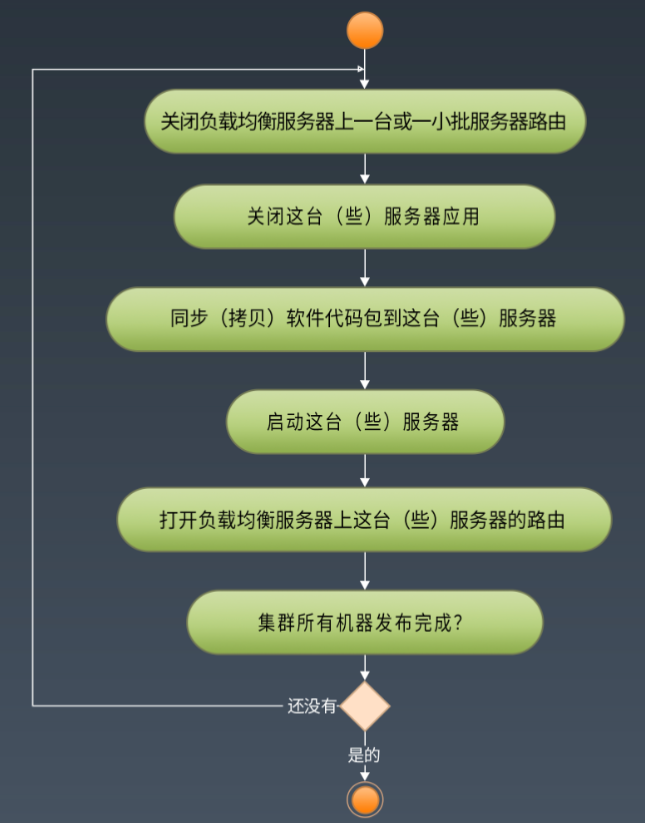 关闭负载均衡服务器上一台或一小批服务器路由
关闭这台（些）服务器应用
同步（拷贝）软件代码包到这台（些）服务器
启动这台（些）服务器
打开负载均衡服务器上这台（些）服务器的路由
集群所有机器发布完成？
还没有
是的